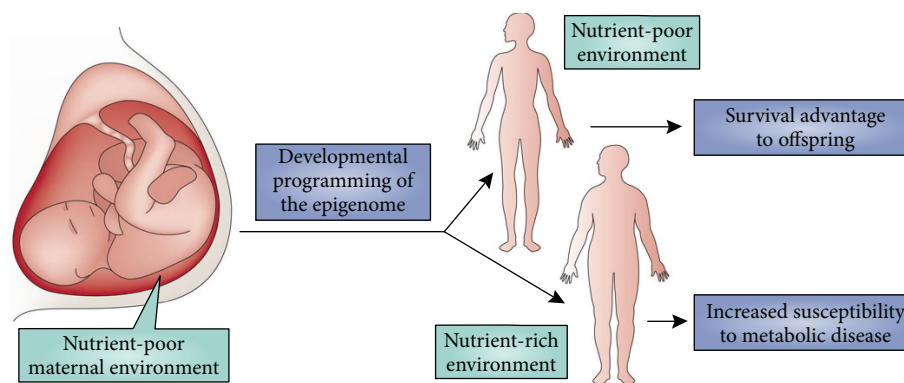 Nutrient-poor
environment
Survival advantage
to offspring
Developmental
programming of
the epigenome
Nutrient-poor
maternal environment
Nutrient-rich
environment
Increased susceptibility
to metabolic disease